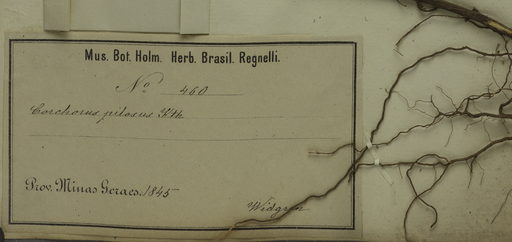 Mus. Bot. Holm. Herb. Brasil. Regnelli.
No 460
Corchorus pilosus Kth
Prov. Minas Geraes. 1845
Widgren